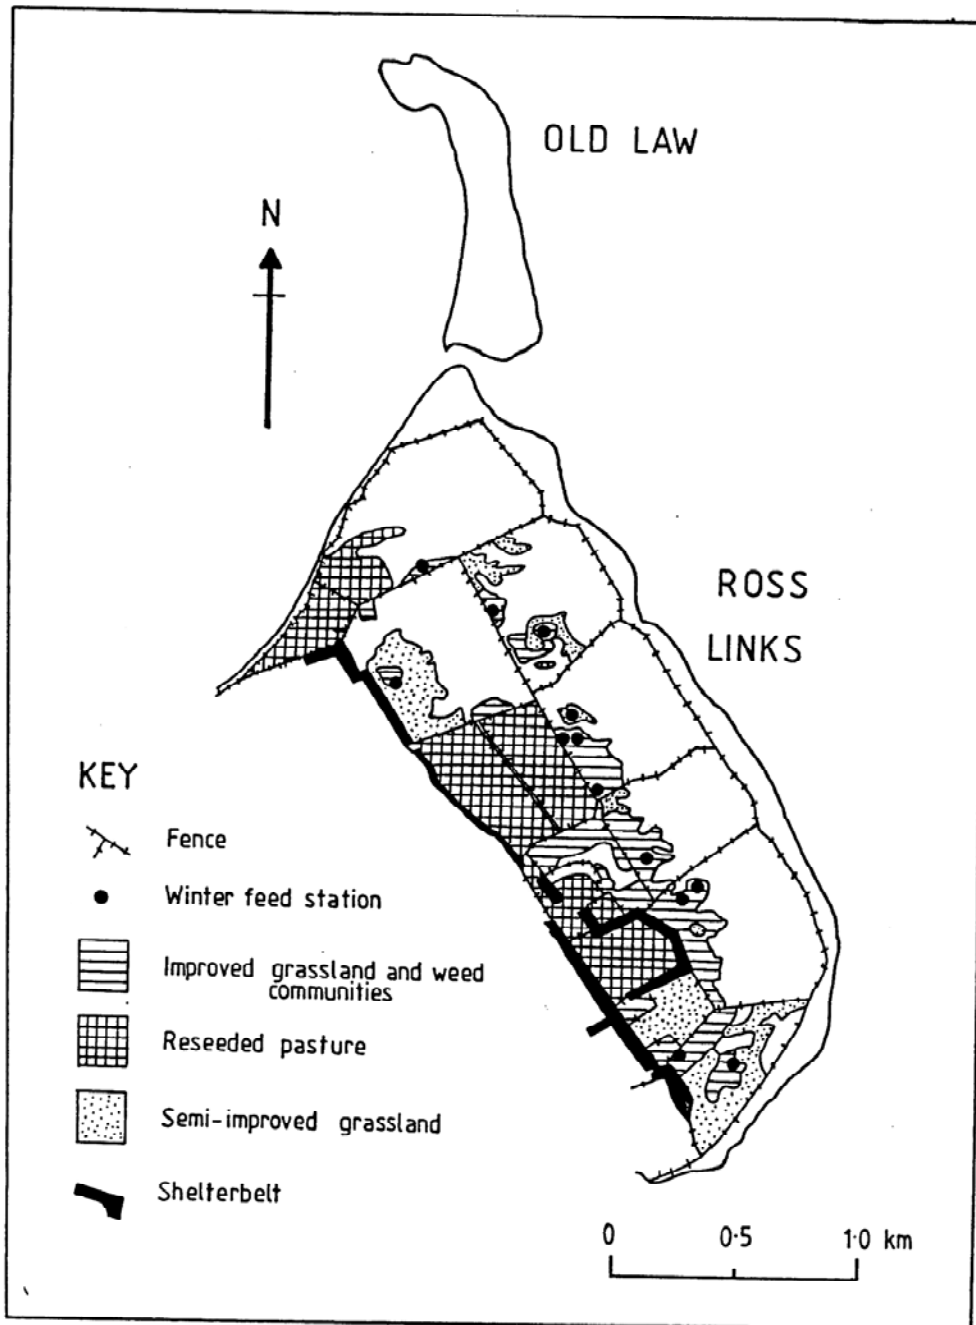 OLD LAW
N
ROSS
LINKS
KEY
Fence
Winter feed station
Improved grassland and weed
communities
Reseeded pasture
Semi-improved grassland
Shelterbelt
0 0·5 1·0 km